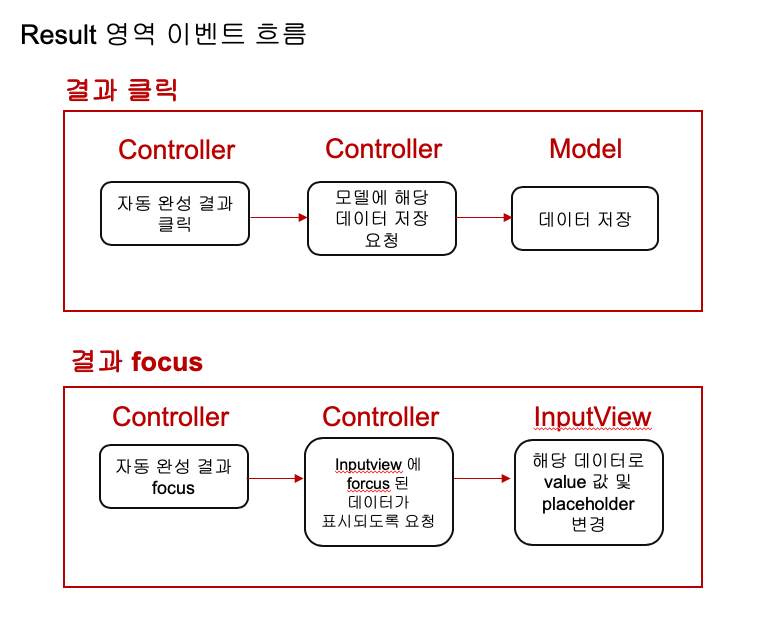 Result 영역 이벤트 흐름
결과 클릭
Controller
Controller
Model
자동 완성 결과
클릭
모델에 해당
데이터 저장
요청
데이터 저장
결과 focus
Controller
Controller
InputView
자동 완성 결과
focus
Inputview 에
forcus 된
데이터가
표시되도록 요청
해당 데이터로
value 값 및
placeholder
변경